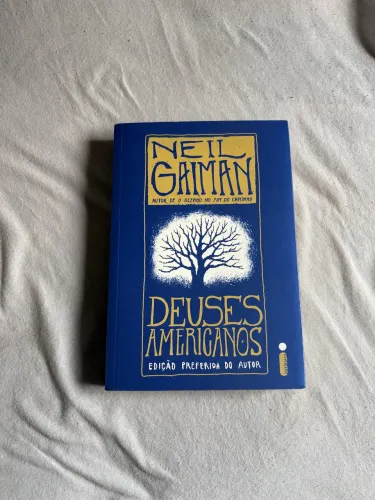 NEIL
GAIMAN
AUTOR DE O OCEANO NO FIM DO CAMINHO
DEUSES
AMERICANOS
EDIÇÃO PREFERIDA DO AUTOR